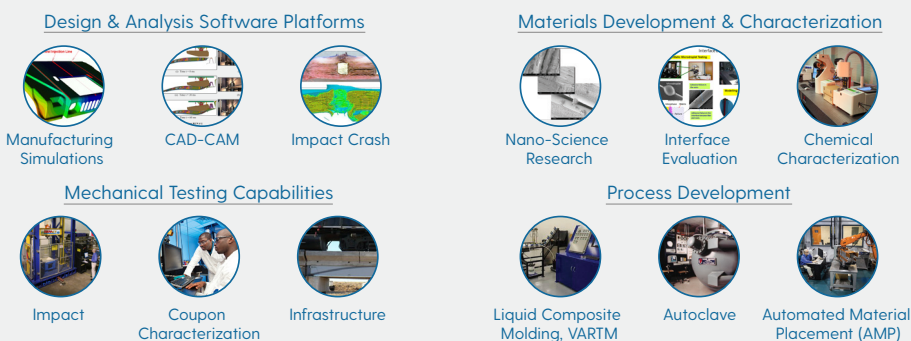 Design & Analysis Software Platforms
Manufacturing
Simulations
CAD-CAM
Impact Crash
Materials Development & Characterization
Nano-Science
Research
Interface
Evaluation
Chemical
Characterization
Mechanical Testing Capabilities
Impact
Coupon
Characterization
Infrastructure
Process Development
Liquid Composite
Molding, VARTM
Autoclave
Automated Material
Placement (AMP)